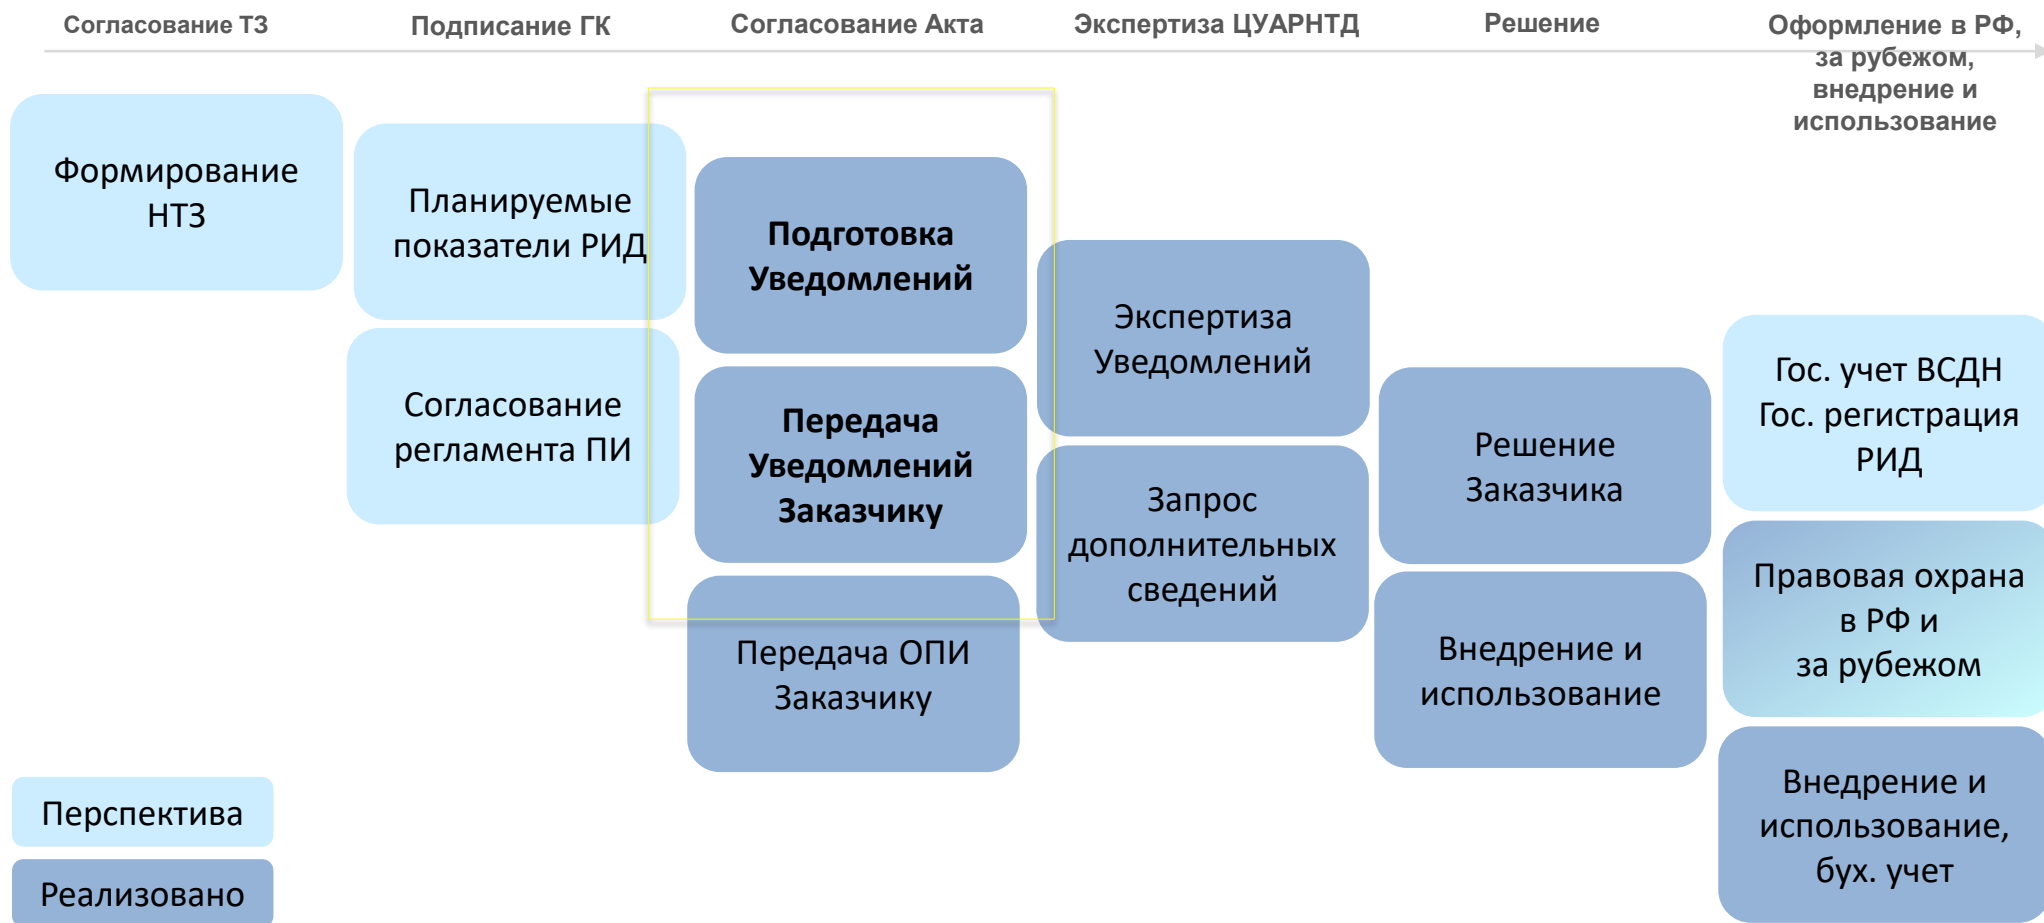 Согласование ТЗ
Подписание ГК
Согласование Акта
Экспертиза ЦУАРНТД
Решение
Оформление в РФ,
за рубежом,
внедрение и
использование
Формирование
НТЗ
Планируемые
показатели РИД
Согласование
регламента ПИ
Подготовка
Уведомлений
Передача
Уведомлений
Заказчику
Передача ОПИ
Заказчику
Экспертиза
Уведомлений
Запрос
дополнительных
сведений
Решение
Заказчика
Внедрение и
использование
Гос. учет ВСДН
Гос. регистрация
РИД
Правовая охрана
в РФ и
за рубежом
Внедрение и
использование,
бух. учет
Перспектива
Реализовано